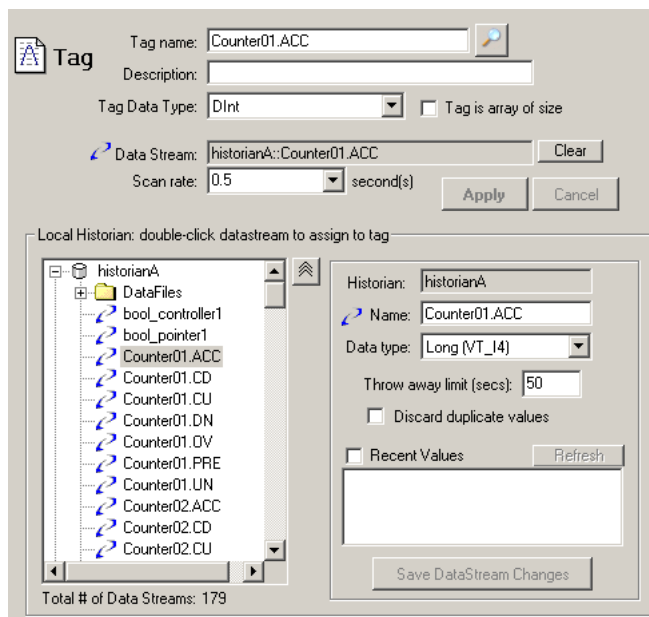 Tag
Tag name: Counter01.ACC
Description:
Tag Data Type: DInt Tag is array of size
Data Stream: historianA::Counter01.ACC Clear
Scan rate: 0.5 second(s)
Apply Cancel
Local Historian: double-click datastream to assign to tag
historianA
DataFiles
bool_controller1
bool_pointer1
Counter01.ACC
Counter01.CD
Counter01.CU
Counter01.DN
Counter01.OV
Counter01.PRE
Counter01.UN
Counter02.ACC
Counter02.CD
Counter02.CU
Total # of Data Streams: 179
Historian: historianA
Name: Counter01.ACC
Data type: Long (VT_I4)
Throw away limit (secs): 50
Discard duplicate values
Recent Values Refresh
Save DataStream Changes